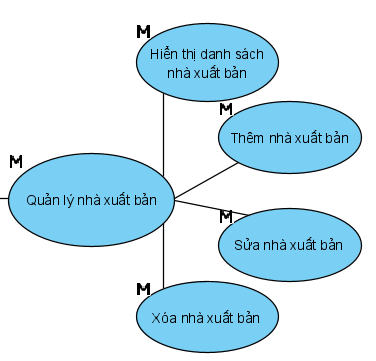 M
Hiển thị danh sách
nhà xuất bản
M
Thêm nhà xuất bản
M
Quản lý nhà xuất bản
M
Sửa nhà xuất bản
M
Xóa nhà xuất bản